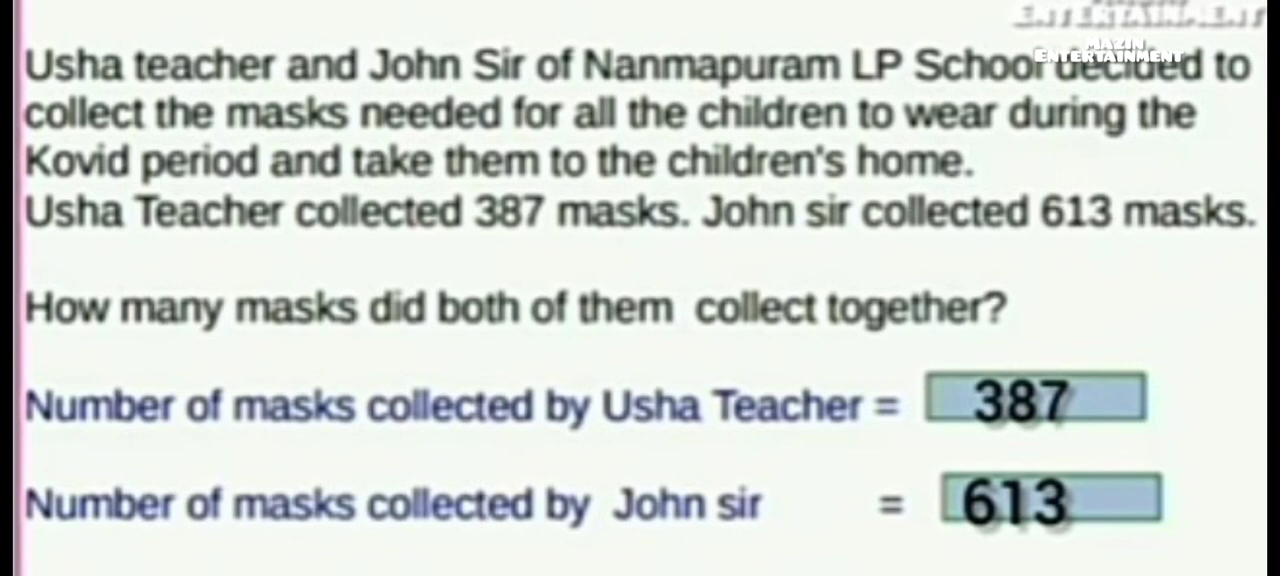 ENTERTAINMENT
MAZIN
ENTERTAINMENT
Usha teacher and John Sir of Nanmapuram LP School decided to
collect the masks needed for all the children to wear during the
Kovid period and take them to the children's home.
Usha Teacher collected 387 masks. John sir collected 613 masks.
How many masks did both of them collect together?
Number of masks collected by Usha Teacher = 387
Number of masks collected by John sir = 613